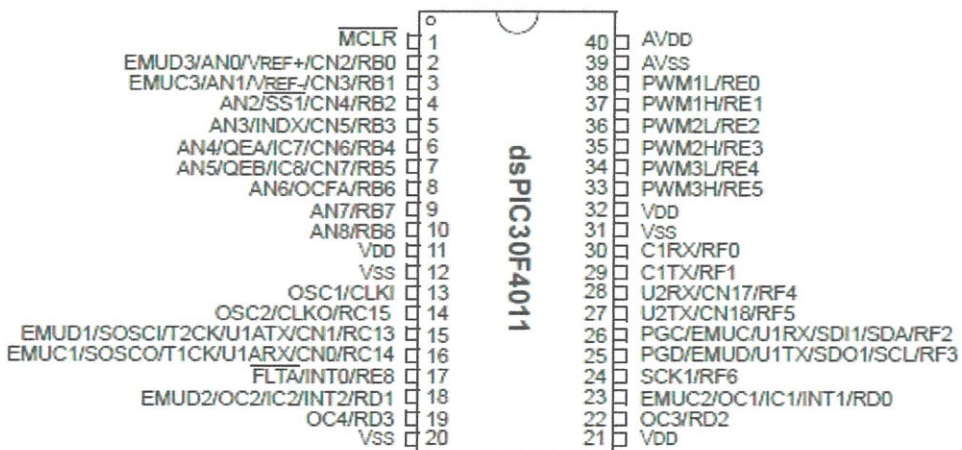 MCLR 1
EMUD3/AN0/VREF+/CN2/RB0 2
EMUC3/AN1/VREF-/CN3/RB1 3
AN2/SS1/CN4/RB2 4
AN3/INDX/CN5/RB3 5
AN4/QEA/IC7/CN6/RB4 6
AN5/QEB/IC8/CN7/RB5 7
AN6/OCFA/RB6 8
AN7/RB7 9
AN8/RB8 10
VDD 11
VSS 12
OSC1/CLKI 13
OSC2/CLKO/RC15 14
EMUD1/SOSCI/T2CK/U1ATX/CN1/RC13 15
EMUC1/SOSCO/T1CK/U1ARX/CN0/RC14 16
FLTA/INT0/RE8 17
EMUD2/OC2/IC2/INT2/RD1 18
OC4/RD3 19
VSS 20
dsPIC30F4011
40 AVDD
39 AVSS
38 PWM1L/RE0
37 PWM1H/RE1
36 PWM2L/RE2
35 PWM2H/RE3
34 PWM3L/RE4
33 PWM3H/RE5
32 VDD
31 VSS
30 C1RX/RF0
29 C1TX/RF1
28 U2RX/CN17/RF4
27 U2TX/CN18/RF5
26 PGC/EMUC/U1RX/SDI1/SDA/RF2
25 PGD/EMUD/U1TX/SDO1/SCL/RF3
24 SCK1/RF6
23 EMUC2/OC1/IC1/INT1/RD0
22 OC3/RD2
21 VDD